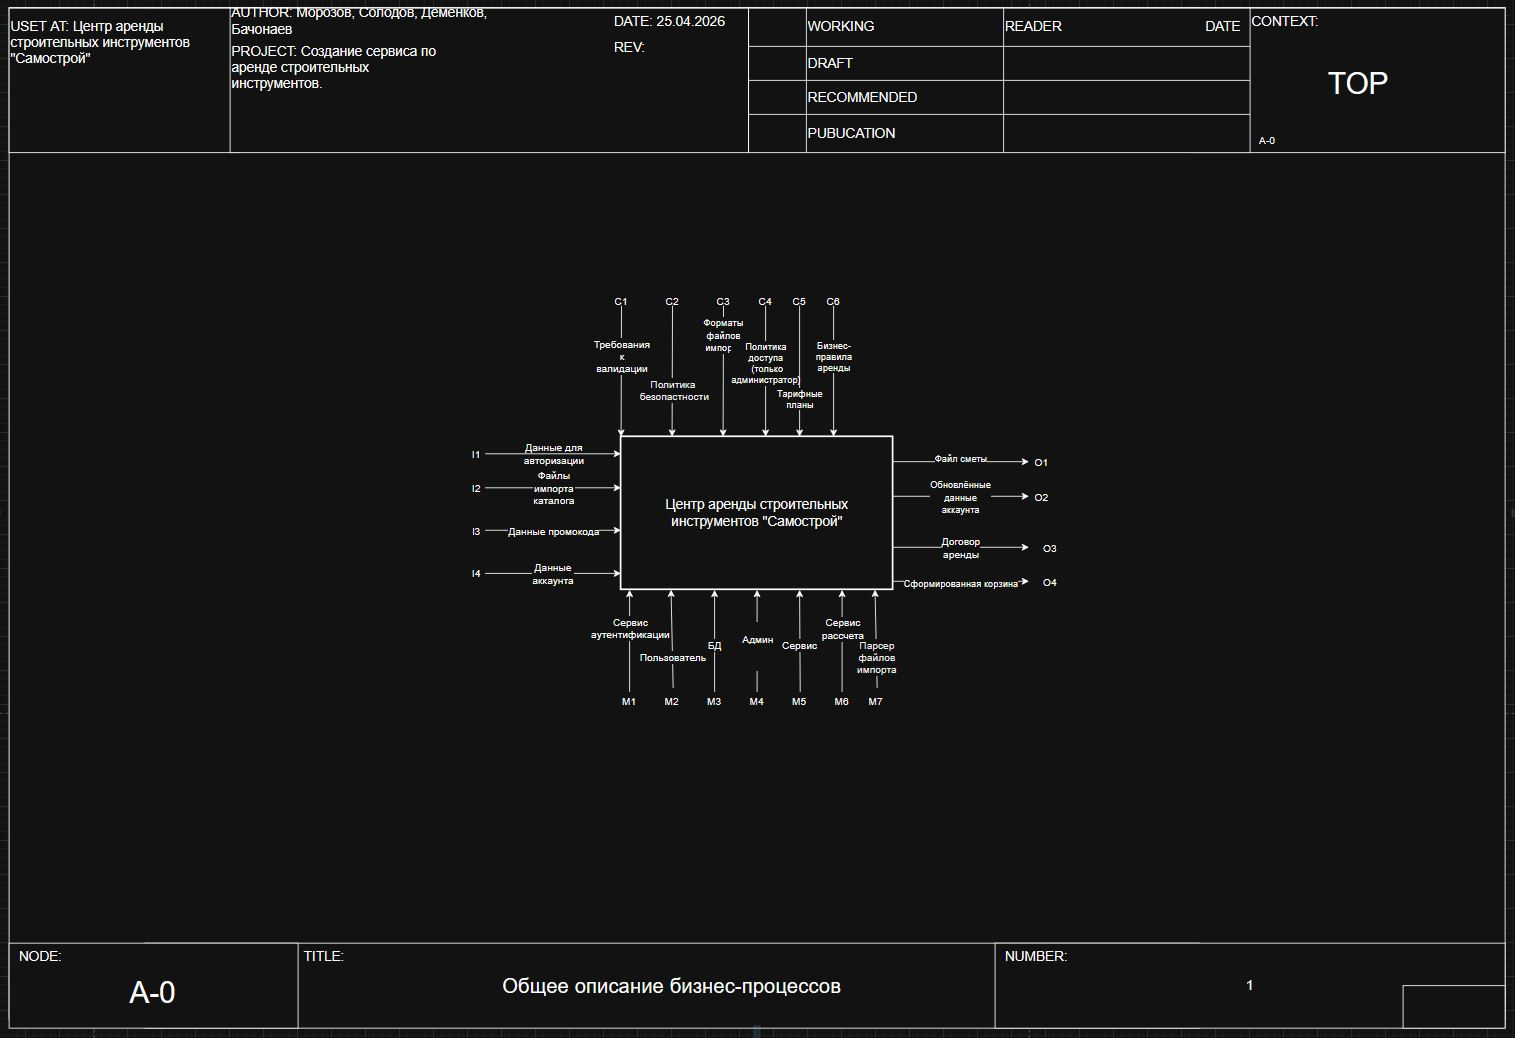 USET AT: Центр аренды
строительных инструментов
"Самострой"
AUTHOR: Морозов, Солодов, Деменков,
Бачонаев
PROJECT: Создание сервиса по
аренде строительных
инструментов.
DATE: 25.04.2026
REV:
WORKING
DRAFT
RECOMMENDED
PUBUCATION
READER
DATE
CONTEXT:
TOP
A-0
C1
C2
C3
C4
C5
C6
Требования
к
валидации
Политика
безопастности
Форматы
файлов
импор
Политика
доступа
(только
администратор)
Тарифные
планы
Бизнес-
правила
аренды
I1
Данные для
авторизации
I2
Файлы
импорта
каталога
I3
Данные промокода
I4
Данные
аккаунта
Центр аренды строительных
инструментов "Самострой"
Файл сметы
O1
Обновлённые
данные
аккаунта
O2
Договор
аренды
O3
Сформированная корзина
O4
Сервис
аутентификации
Пользователь
БД
Админ
Сервис
Сервис
рассчета
Парсер
файлов
импорта
M1
M2
M3
M4
M5
M6
M7
NODE:
A-0
TITLE:
Общее описание бизнес-процессов
NUMBER:
1